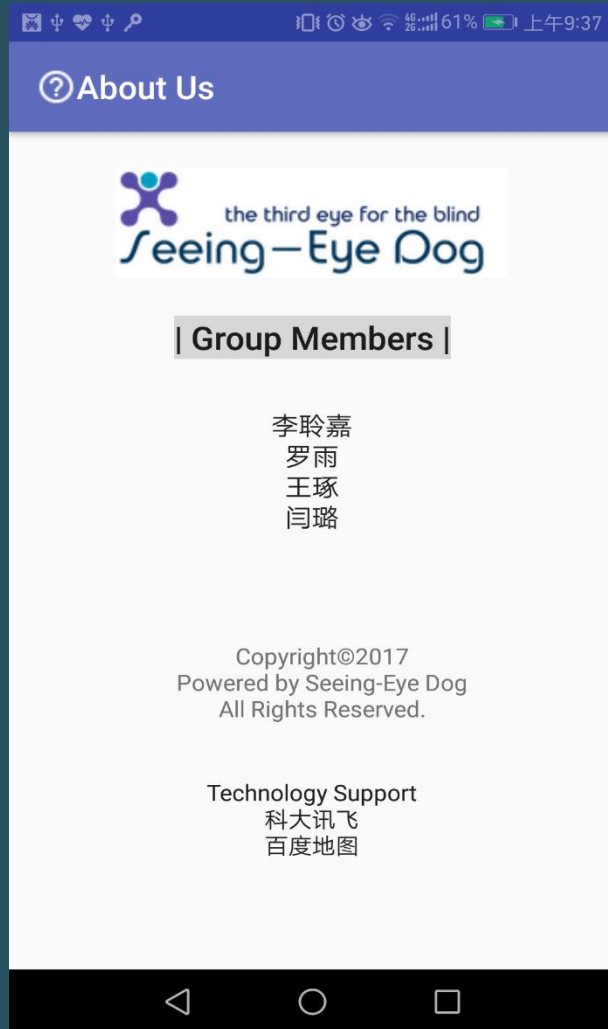 4G
2G
61%
上午9:37
About Us
the third eye for the blind
Seeing-Eye Dog
| Group Members |
李聆嘉
罗雨
王琢
闫璐
Copyright©2017
Powered by Seeing-Eye Dog
All Rights Reserved.
Technology Support
科大讯飞
百度地图